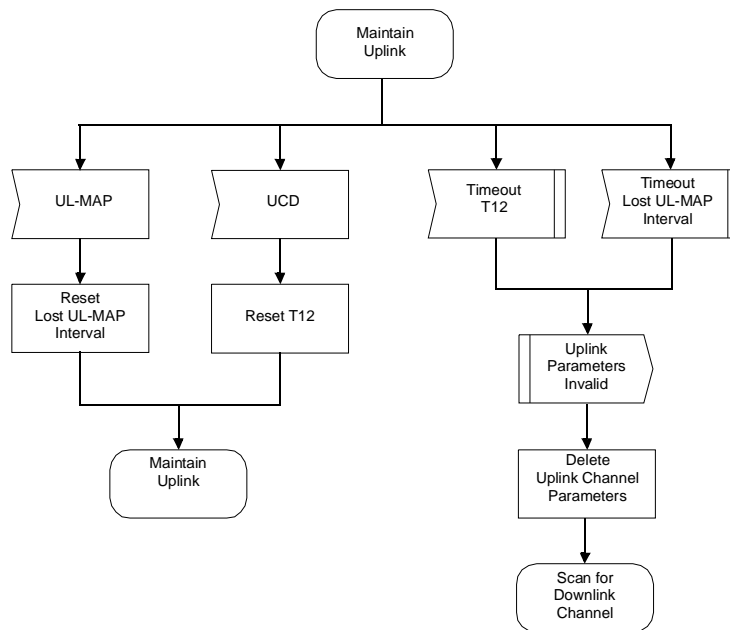 Maintain
Uplink
UL-MAP
UCD
Timeout
T12
Timeout
Lost UL-MAP
Interval
Reset
Lost UL-MAP
Interval
Reset T12
Uplink
Parameters
Invalid
Maintain
Uplink
Delete
Uplink Channel
Parameters
Scan for
Downlink
Channel